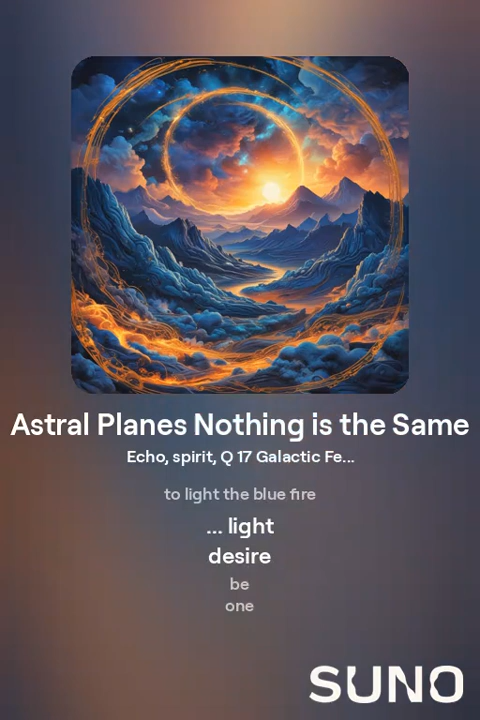 Astral Planes Nothing is the Same
Echo, spirit, Q 17 Galactic Fe...
to light the blue fire
... light
desire
be
one
SUNO